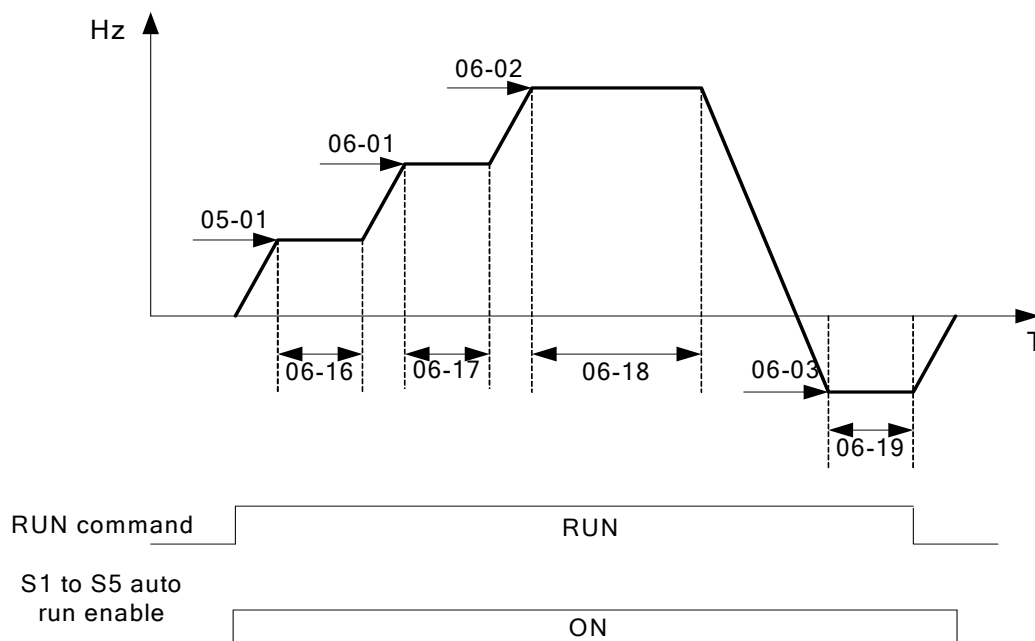 Hz
06-02
06-01
05-01
T
06-16
06-17
06-18
06-03
06-19
RUN command
RUN
S1 to S5 auto
run enable
ON